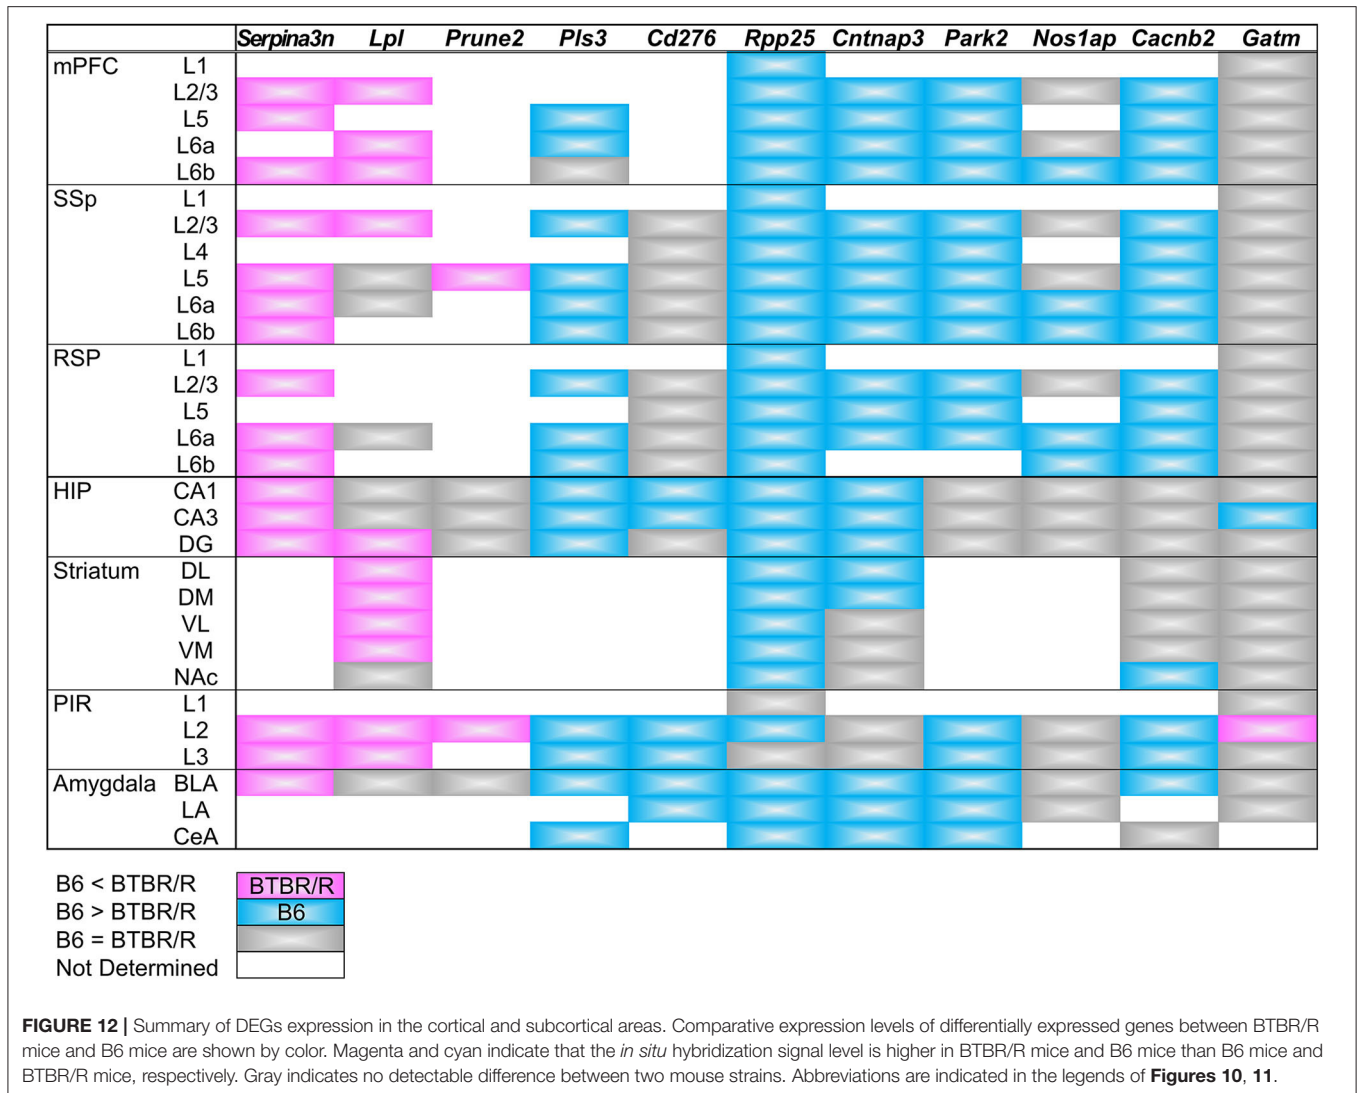 Serpina3n Lpl Prune2 Pls3 Cd276 Rpp25 Cntnap3 Park2 Nos1ap Cacnb2 Gatm
mPFC L1
L2/3
L5
L6a
L6b
SSp L1
L2/3
L4
L5
L6a
L6b
RSP L1
L2/3
L5
L6a
L6b
HIP CA1
CA3
DG
Striatum DL
DM
VL
VM
NAc
PIR L1
L2
L3
Amygdala BLA
LA
CeA
B6 < BTBR/R BTBR/R
B6 > BTBR/R B6
B6 = BTBR/R
Not Determined
FIGURE 12 | Summary of DEGs expression in the cortical and subcortical areas. Comparative expression levels of differentially expressed genes between BTBR/R
mice and B6 mice are shown by color. Magenta and cyan indicate that the in situ hybridization signal level is higher in BTBR/R mice and B6 mice than B6 mice and
BTBR/R mice, respectively. Gray indicates no detectable difference between two mouse strains. Abbreviations are indicated in the legends of Figures 10, 11.